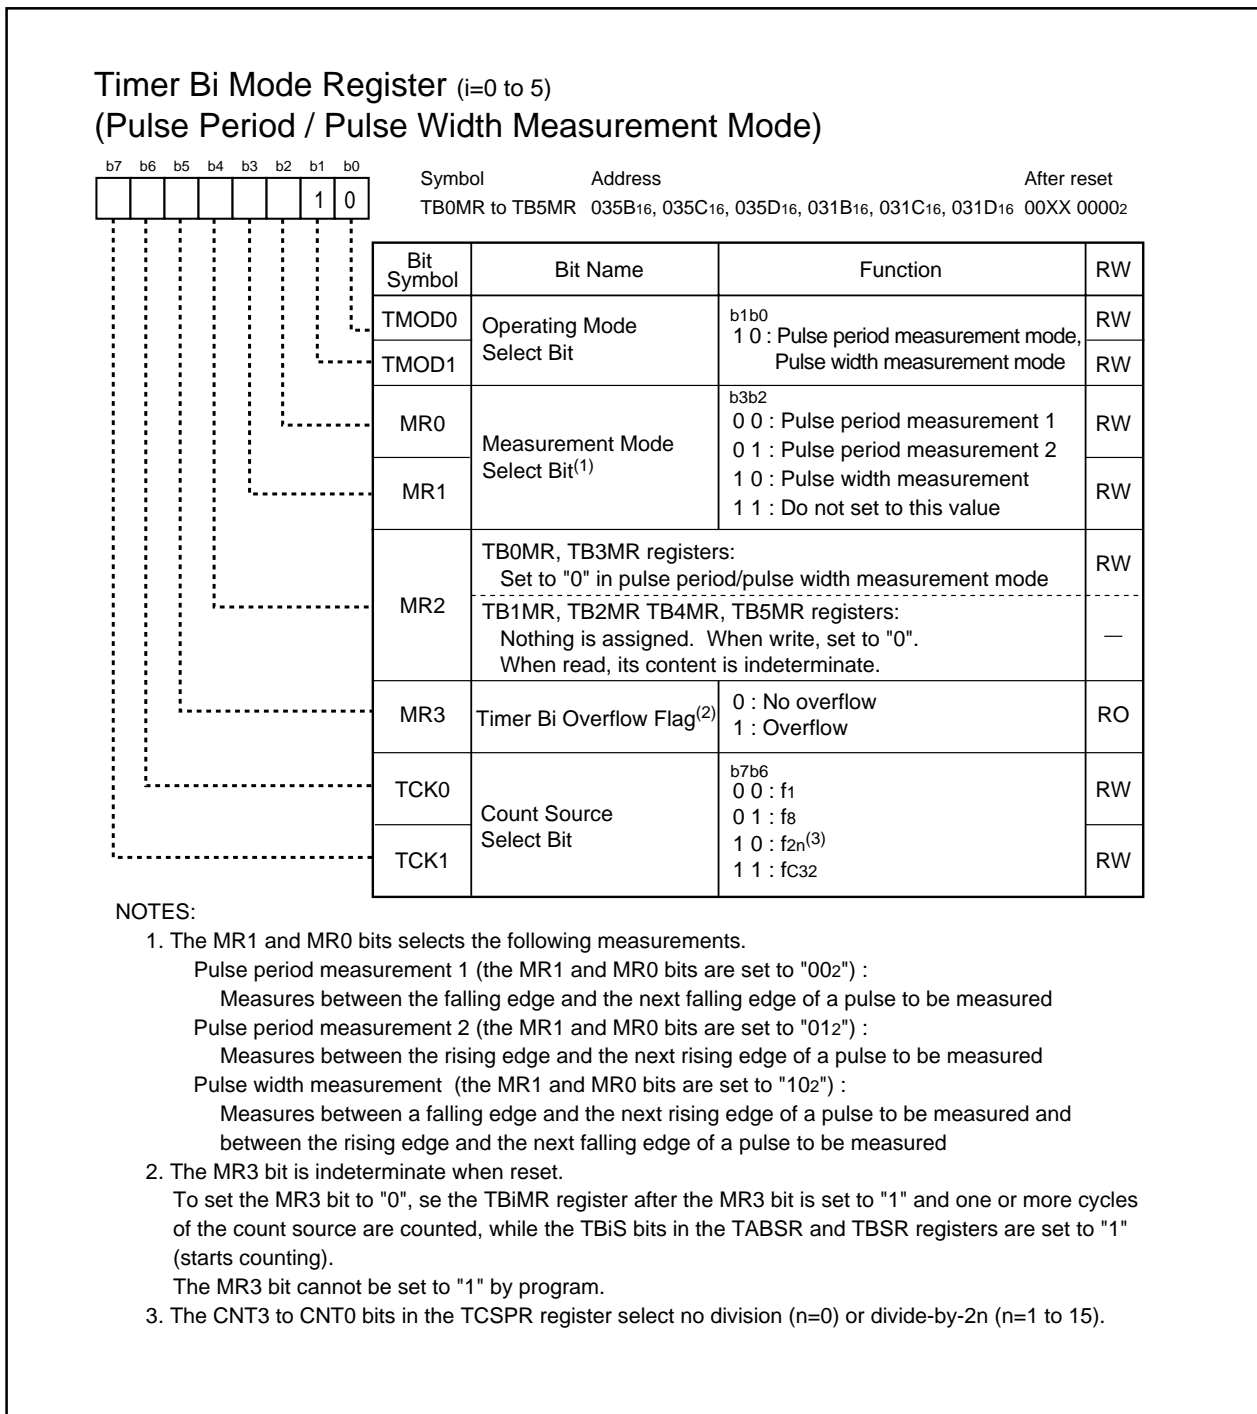 Timer Bi Mode Register (i=0 to 5)
(Pulse Period / Pulse Width Measurement Mode)
b7 b6 b5 b4 b3 b2 b1 b0
1 0
Symbol Address After reset
TB0MR to TB5MR 035B16, 035C16, 035D16, 031B16, 031C16, 031D16 00XX 00002
Bit Symbol Bit Name Function RW
TMOD0 Operating Mode Select Bit b1b0 RW
1 0 : Pulse period measurement mode,
Pulse width measurement mode
TMOD1 RW
MR0 Measurement Mode Select Bit(1) b3b2 RW
0 0 : Pulse period measurement 1
0 1 : Pulse period measurement 2
MR1 1 0 : Pulse width measurement RW
1 1 : Do not set to this value
MR2 TB0MR, TB3MR registers: RW
Set to "0" in pulse period/pulse width measurement mode
TB1MR, TB2MR TB4MR, TB5MR registers: —
Nothing is assigned. When write, set to "0".
When read, its content is indeterminate.
MR3 Timer Bi Overflow Flag(2) 0 : No overflow RO
1 : Overflow
TCK0 Count Source Select Bit b7b6 RW
0 0 : f1
0 1 : f8
TCK1 1 0 : f2n(3) RW
1 1 : fC32
NOTES:
1. The MR1 and MR0 bits selects the following measurements.
Pulse period measurement 1 (the MR1 and MR0 bits are set to "002") :
Measures between the falling edge and the next falling edge of a pulse to be measured
Pulse period measurement 2 (the MR1 and MR0 bits are set to "012") :
Measures between the rising edge and the next rising edge of a pulse to be measured
Pulse width measurement (the MR1 and MR0 bits are set to "102") :
Measures between a falling edge and the next rising edge of a pulse to be measured and
between the rising edge and the next falling edge of a pulse to be measured
2. The MR3 bit is indeterminate when reset.
To set the MR3 bit to "0", se the TBiMR register after the MR3 bit is set to "1" and one or more cycles
of the count source are counted, while the TBiS bits in the TABSR and TBSR registers are set to "1"
(starts counting).
The MR3 bit cannot be set to "1" by program.
3. The CNT3 to CNT0 bits in the TCSPR register select no division (n=0) or divide-by-2n (n=1 to 15).